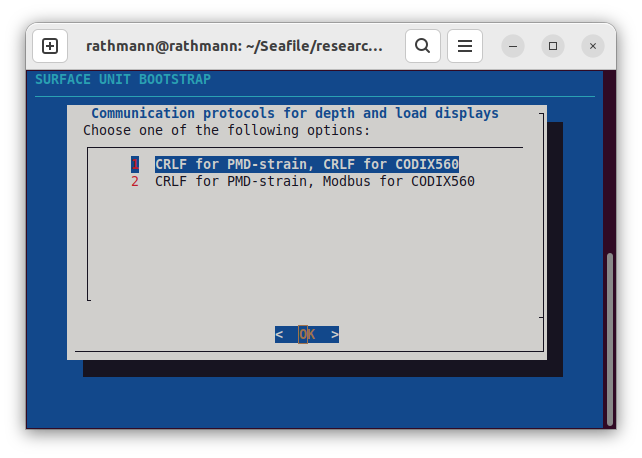 rathmann@rathmann: ~/Seafile/researc...
SURFACE UNIT BOOTSTRAP
Communication protocols for depth and load displays
Choose one of the following options:
1 CRLF for PMD-strain, CRLF for CODIX560
2 CRLF for PMD-strain, Modbus for CODIX560
< OK >